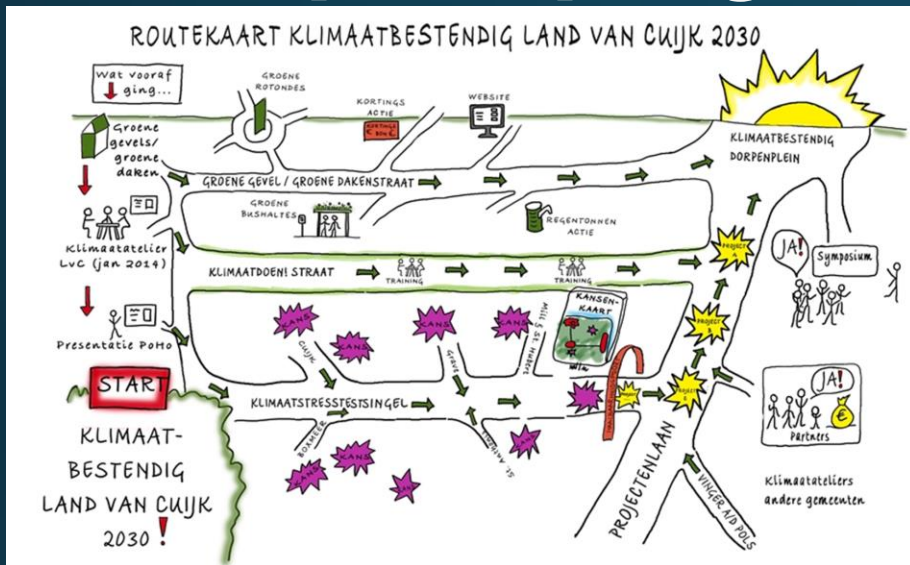 ROUTEKAART KLIMAATBESTENDIG LAND VAN CUIJK 2030
Wat vooraf
ging...
Groene
gevels/
groene
daken
Klimaatatelier
LvC (jan 2014)
Presentatie PoHo
START
KLIMAAT-
BESTENDIG
LAND VAN CUIJK
2030!
GROENE
ROTONDES
KORTINGS
ACTIE
KORTINGS
WEBSITE
KLIMAATBESTENDIG
DORPENPLEIN
GROENE GEVEL / GROENE DAKENSTRAAT
GROENE
BUSHALTES
REGENTONNEN
ACTIE
KLIMAATDOEN! STRAAT
TRAINING
TRAINING
KANS
KANS
KANS
KANS
KANSEN-
KAART
CUIJK
Grave
Mill & St. Hubert
KLIMAATSTRESSTESTSINGEL
BOXMEER
St. Anthonis
KANS
KANS
KANS
KANS
KANS
PROJECT
PROJECT
PROJECT
PROJECTENLAAN
VINGER A/D POLS
JA!
Symposium
JA!
€
Partners
Klimaatateliers
andere gemeenten